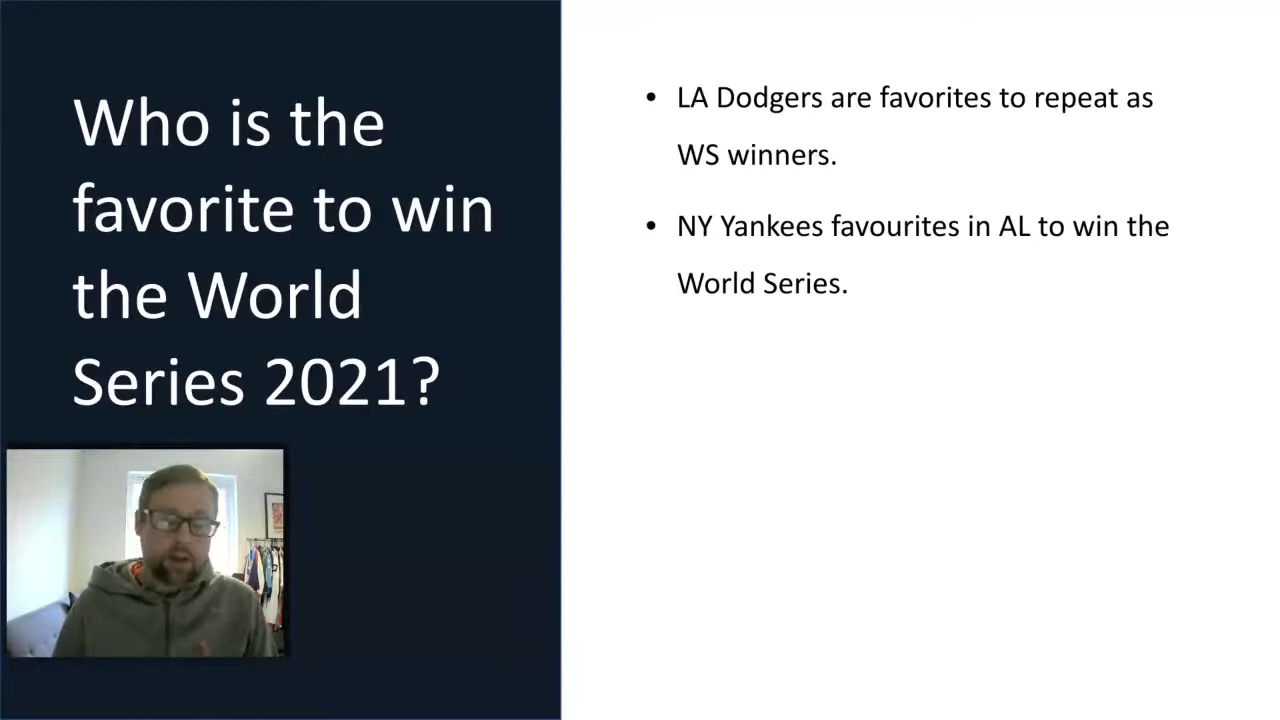 Who is the
favorite to win
the World
Series 2021?
• LA Dodgers are favorites to repeat as
WS winners.
• NY Yankees favourites in AL to win the
World Series.